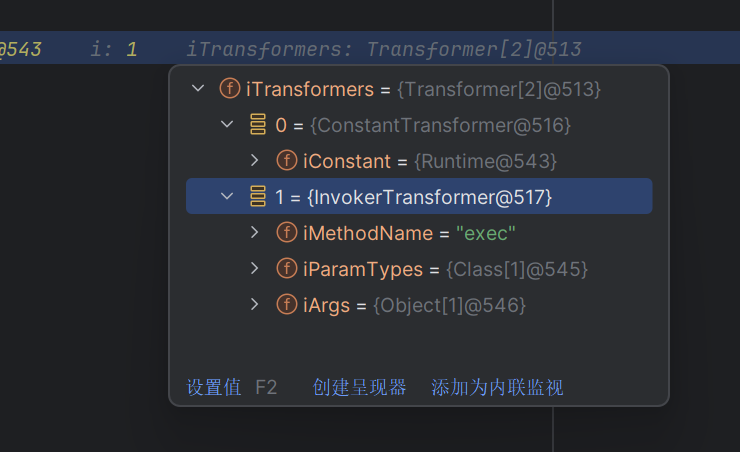 @543 i: 1 iTransformers: Transformer[2]@513
f iTransformers = {Transformer[2]@513}
0 = {ConstantTransformer@516}
f iConstant = {Runtime@543}
1 = {InvokerTransformer@517}
f iMethodName = "exec"
f iParamTypes = {Class[1]@545}
f iArgs = {Object[1]@546}
设置值 F2 创建呈现器 添加为内联监视